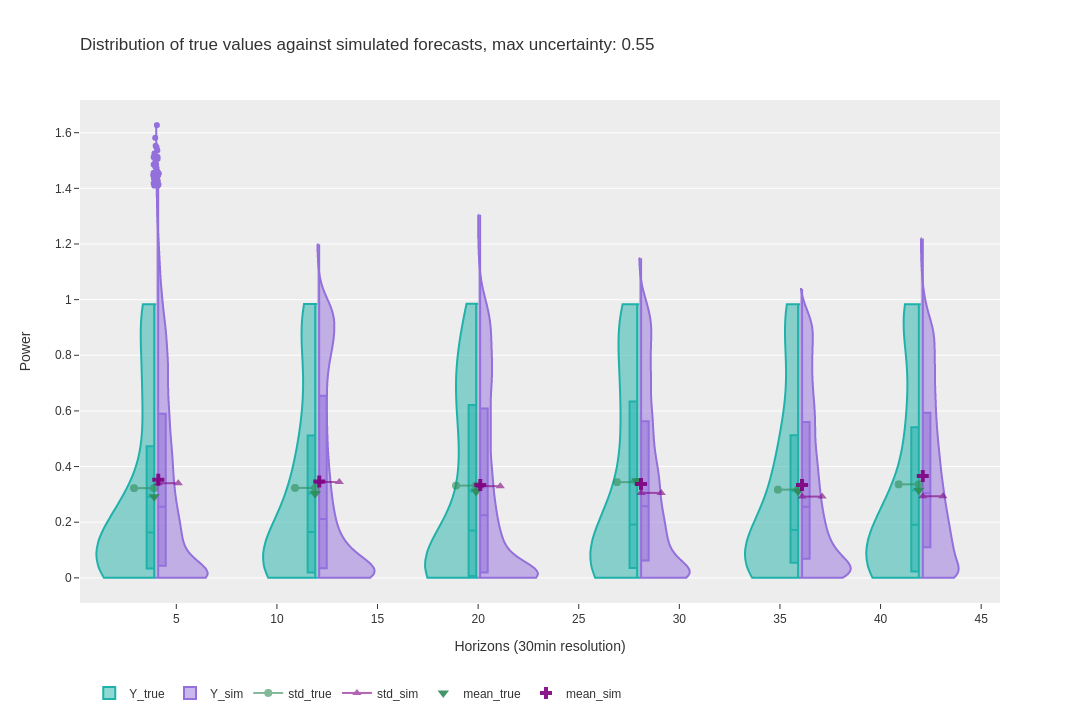 Distribution of true values against simulated forecasts, max uncertainty: 0.55
1.6
1.4
1.2
1
0.8
0.6
0.4
0.2
0
Power
5 10 15 20 25 30 35 40 45
Horizons (30min resolution)
Y_true Y_sim std_true std_sim mean_true mean_sim